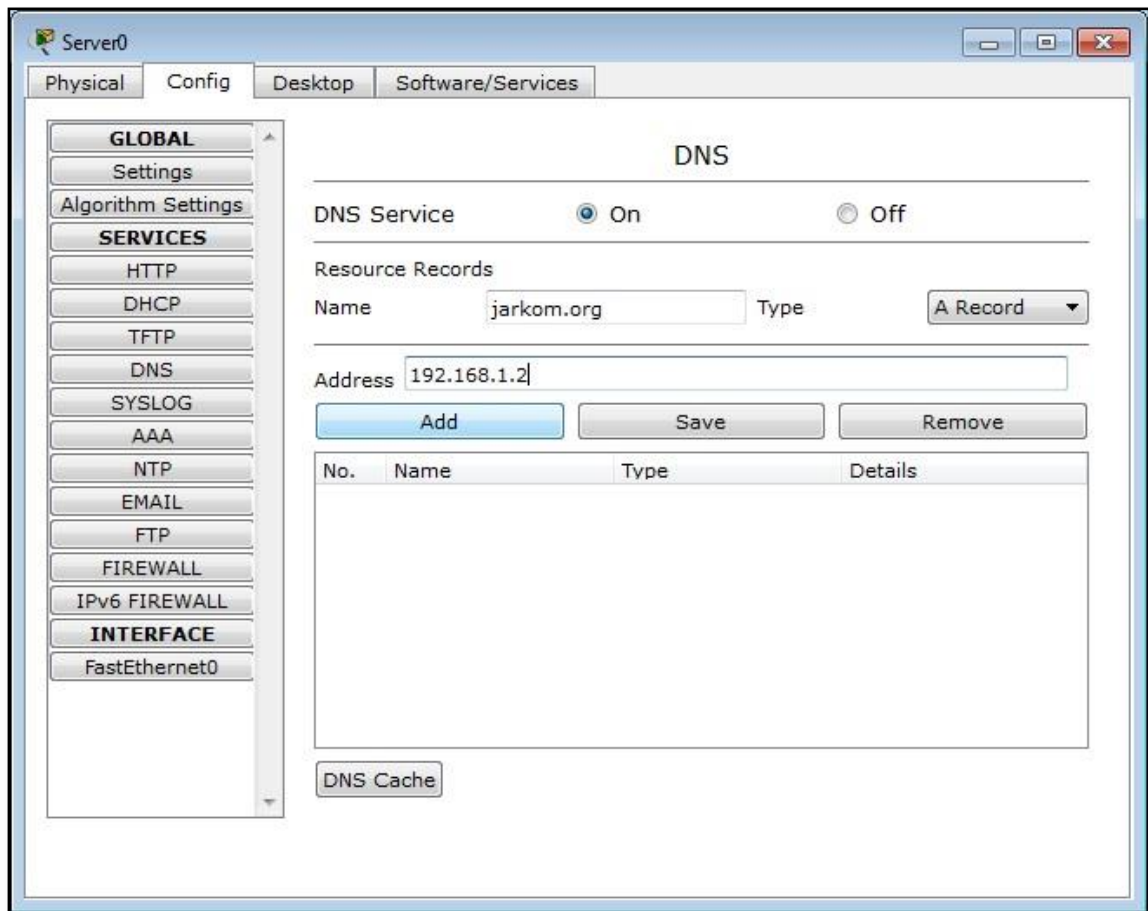 Server0
Physical Config Desktop Software/Services
GLOBAL
Settings
Algorithm Settings
SERVICES
HTTP
DHCP
TFTP
DNS
SYSLOG
AAA
NTP
EMAIL
FTP
FIREWALL
IPv6 FIREWALL
INTERFACE
FastEthernet0
DNS
DNS Service On Off
Resource Records
Name jarkom.org Type A Record
Address 192.168.1.2
Add Save Remove
No. Name Type Details
DNS Cache